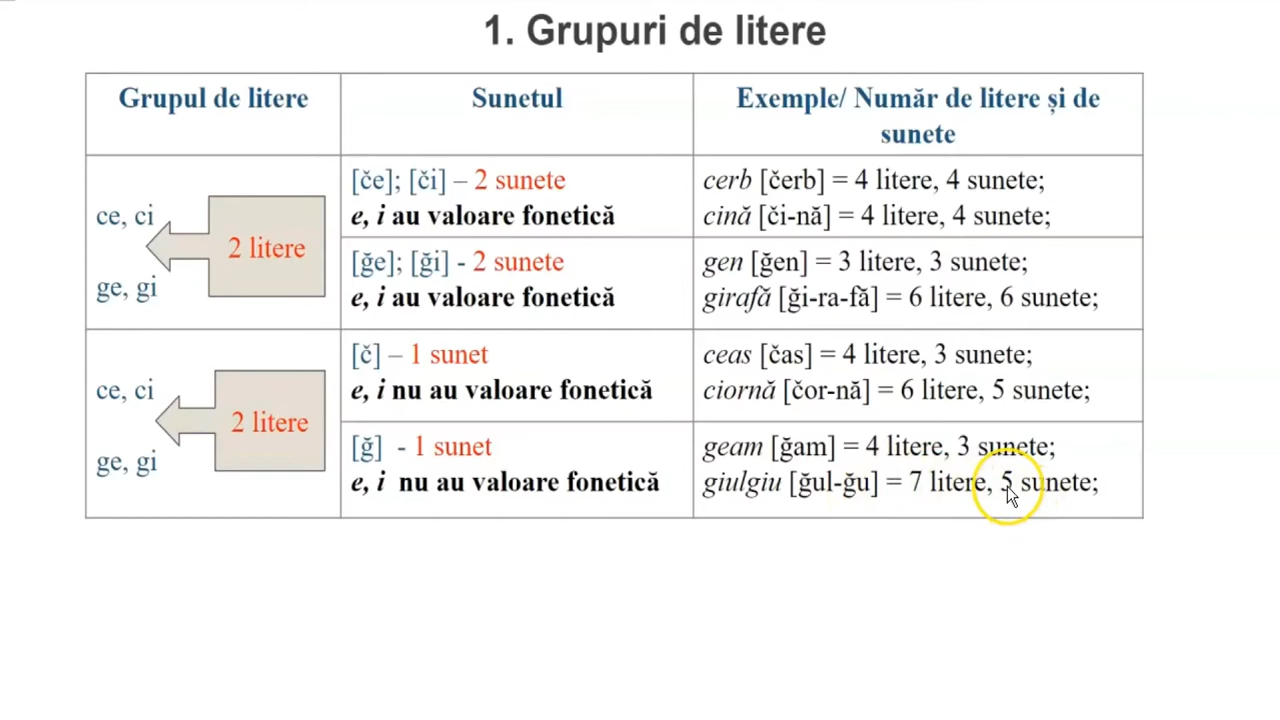 1. Grupuri de litere
Grupul de litere
Sunetul
Exemple/ Număr de litere și de
sunete
ce, ci
ge, gi
2 litere
[če]; [či] – 2 sunete
e, i au valoare fonetică
cerb [čerb] = 4 litere, 4 sunete;
cină [či-nă] = 4 litere, 4 sunete;
[ğe]; [ği] - 2 sunete
e, i au valoare fonetică
gen [ğen] = 3 litere, 3 sunete;
girafă [ği-ra-fă] = 6 litere, 6 sunete;
ce, ci
ge, gi
2 litere
[č] – 1 sunet
e, i nu au valoare fonetică
ceas [čas] = 4 litere, 3 sunete;
ciornă [čor-nă] = 6 litere, 5 sunete;
[ğ] - 1 sunet
e, i nu au valoare fonetică
geam [ğam] = 4 litere, 3 sunete;
giulgiu [ğul-ğu] = 7 litere, 5 sunete;